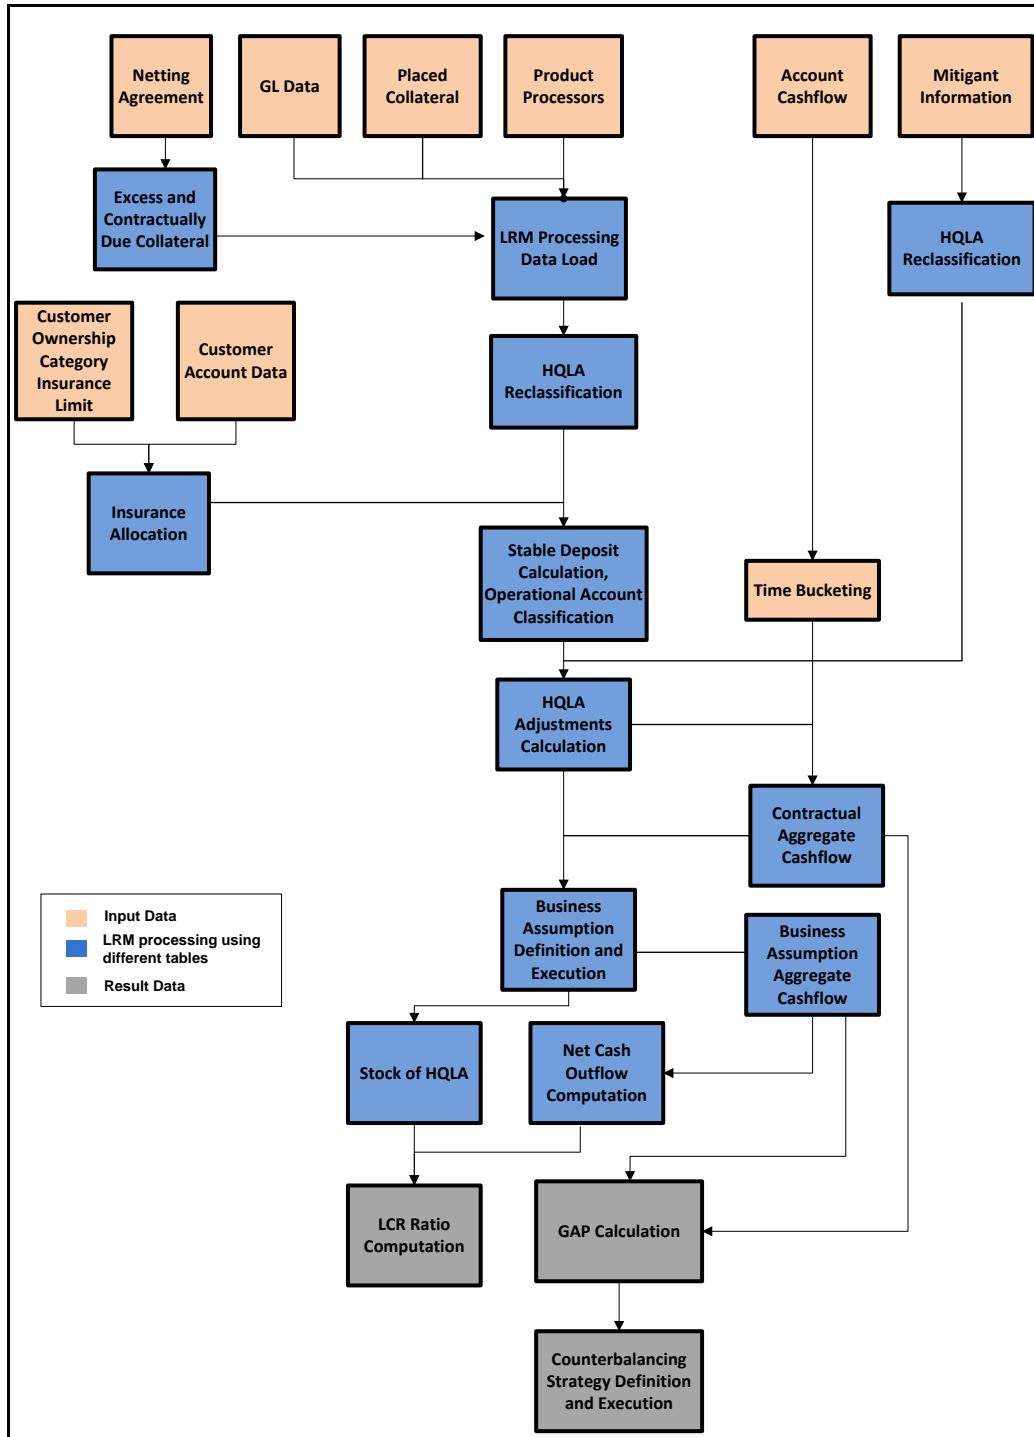 Netting
Agreement
GL Data
Placed
Collateral
Product
Processors
Account
Cashflow
Mitigant
Information
Excess and
Contractually
Due Collateral
LRM Processing
Data Load
HQLA
Reclassification
Customer
Ownership
Category
Insurance
Limit
Customer
Account Data
HQLA
Reclassification
Insurance
Allocation
Stable Deposit
Calculation,
Operational Account
Classification
Time Bucketing
HQLA
Adjustments
Calculation
Contractual
Aggregate
Cashflow
Input Data
LRM processing using
different tables
Result Data
Business
Assumption
Definition and
Execution
Business
Assumption
Aggregate
Cashflow
Stock of HQLA
Net Cash
Outflow
Computation
LCR Ratio
Computation
GAP Calculation
Counterbalancing
Strategy Definition
and Execution